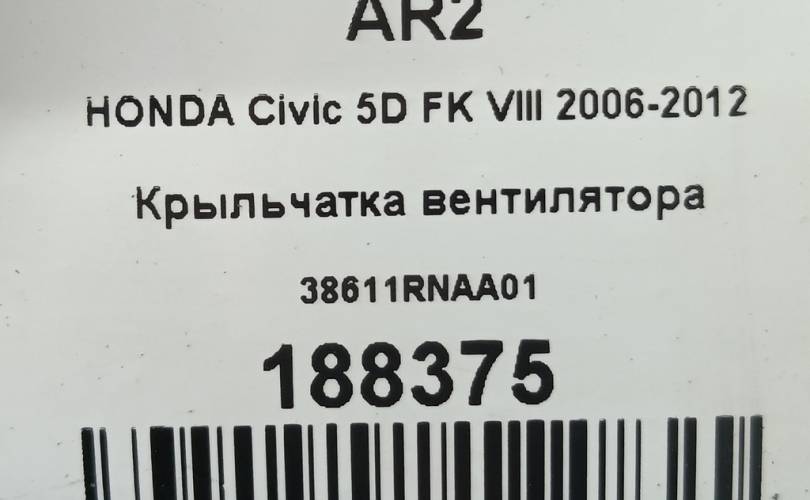 AR2
HONDA Civic 5D FK VIII 2006-2012
Крыльчатка вентилятора
38611RNAA01
188375